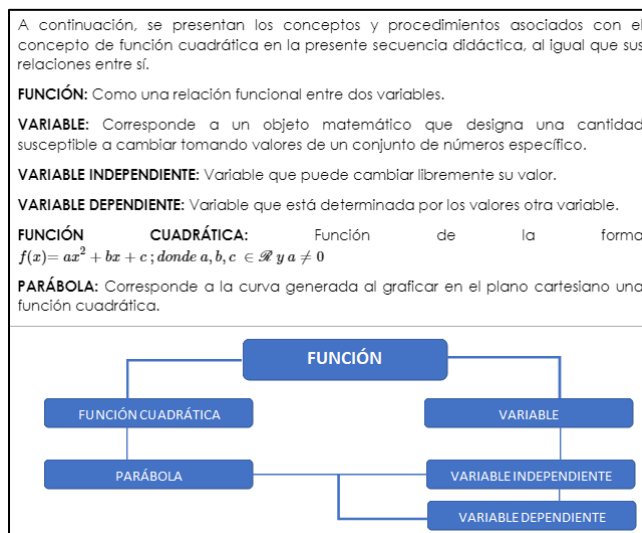 A continuación, se presentan los conceptos y procedimientos asociados con el
concepto de función cuadrática en la presente secuencia didáctica, al igual que sus
relaciones entre sí.
FUNCIÓN: Como una relación funcional entre dos variables.
VARIABLE: Corresponde a un objeto matemático que designa una cantidad
susceptible a cambiar tomando valores de un conjunto de números específico.
VARIABLE INDEPENDIENTE: Variable que puede cambiar libremente su valor.
VARIABLE DEPENDIENTE: Variable que está determinada por los valores otra variable.
FUNCIÓN CUADRÁTICA: Función de la forma
f(x)= ax² + bx + c ; donde a, b, c ∈ ℛ y a ≠ 0
PARÁBOLA: Corresponde a la curva generada al graficar en el plano cartesiano una
función cuadrática.
FUNCIÓN
FUNCIÓN CUADRÁTICA
VARIABLE
PARÁBOLA
VARIABLE INDEPENDIENTE
VARIABLE DEPENDIENTE